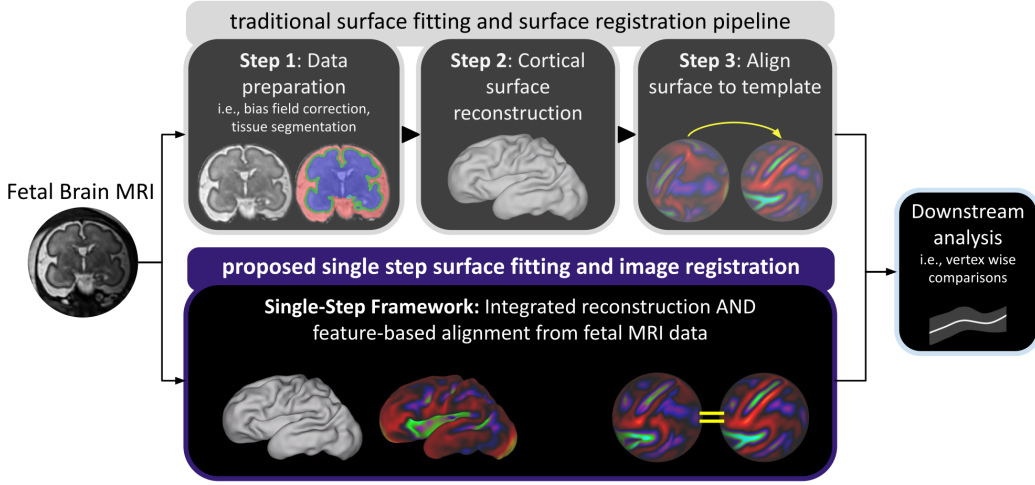 traditional surface fitting and surface registration pipeline
Step 1: Data
preparation
i.e., bias field correction,
tissue segmentation
Step 2: Cortical
surface
reconstruction
Step 3: Align
surface to template
Fetal Brain MRI
proposed single step surface fitting and image registration
Single-Step Framework: Integrated reconstruction AND
feature-based alignment from fetal MRI data
=
Downstream
analysis
i.e., vertex wise
comparisons